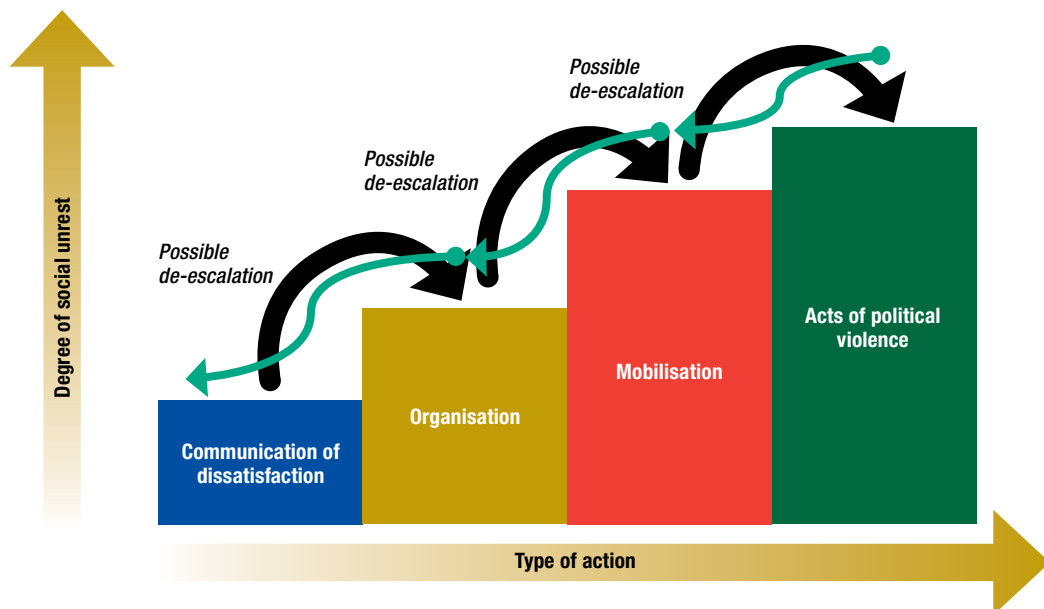 Possible
de-escalation
Possible
de-escalation
Possible
de-escalation
Degree of social unrest
Acts of political
violence
Mobilisation
Organisation
Communication of
dissatisfaction
Type of action